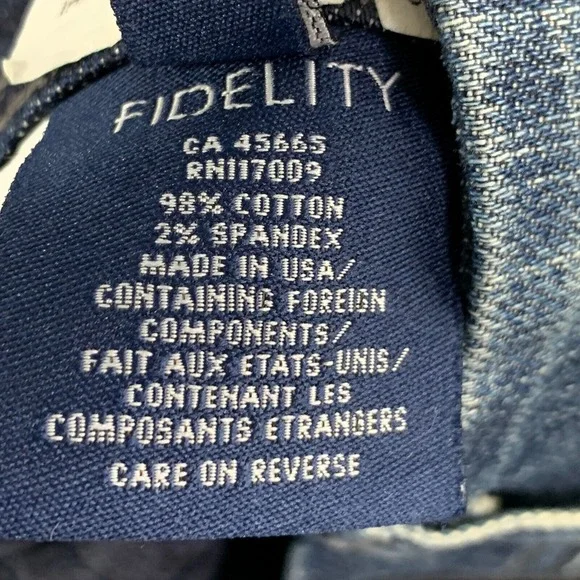 FIDELITY
CA 45665
RN117009
98% COTTON
2% SPANDEX
MADE IN USA/
CONTAINING FOREIGN
COMPONENTS/
FAIT AUX ETATS-UNIS/
CONTENANT LES
COMPOSANTS ETRANGERS
CARE ON REVERSE